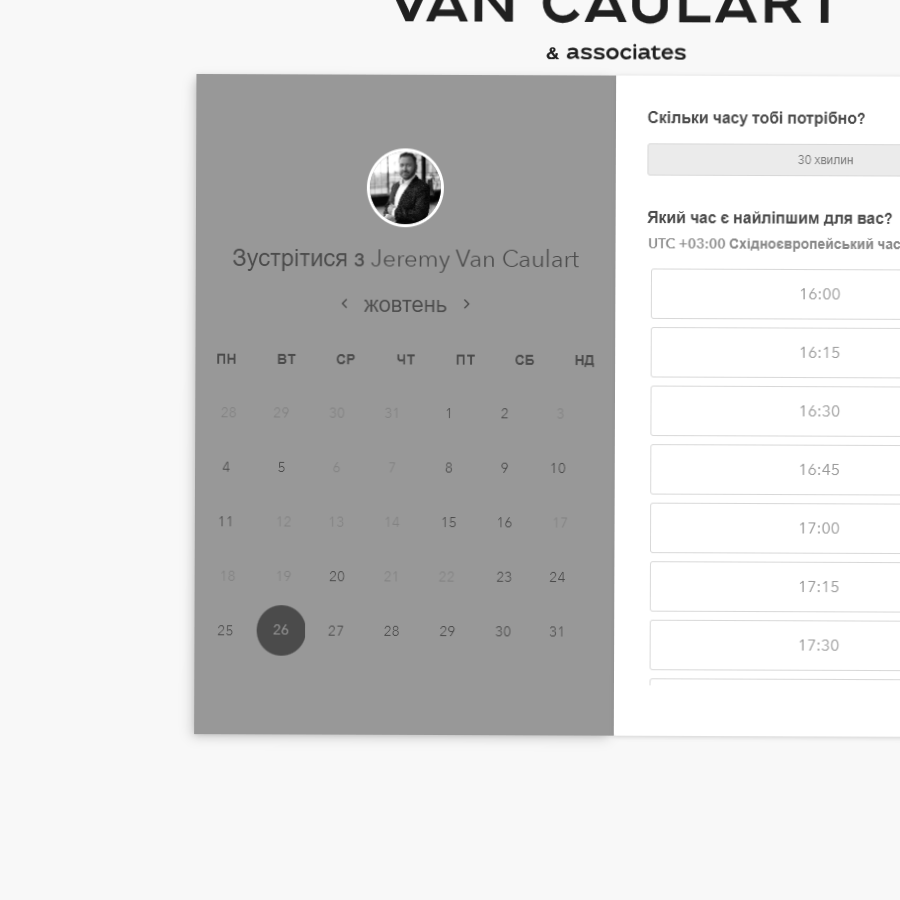 VAN CAULART
& associates
Зустрітися з Jeremy Van Caulart
жовтень
ПН ВТ СР ЧТ ПТ СБ НД
28 29 30 31 1 2 3
4 5 6 7 8 9 10
11 12 13 14 15 16 17
18 19 20 21 22 23 24
25 26 27 28 29 30 31
Скільки часу тобі потрібно?
30 хвилин
Який час є найліпшим для вас?
UTC +03:00 Східноєвропейський час
16:00
16:15
16:30
16:45
17:00
17:15
17:30